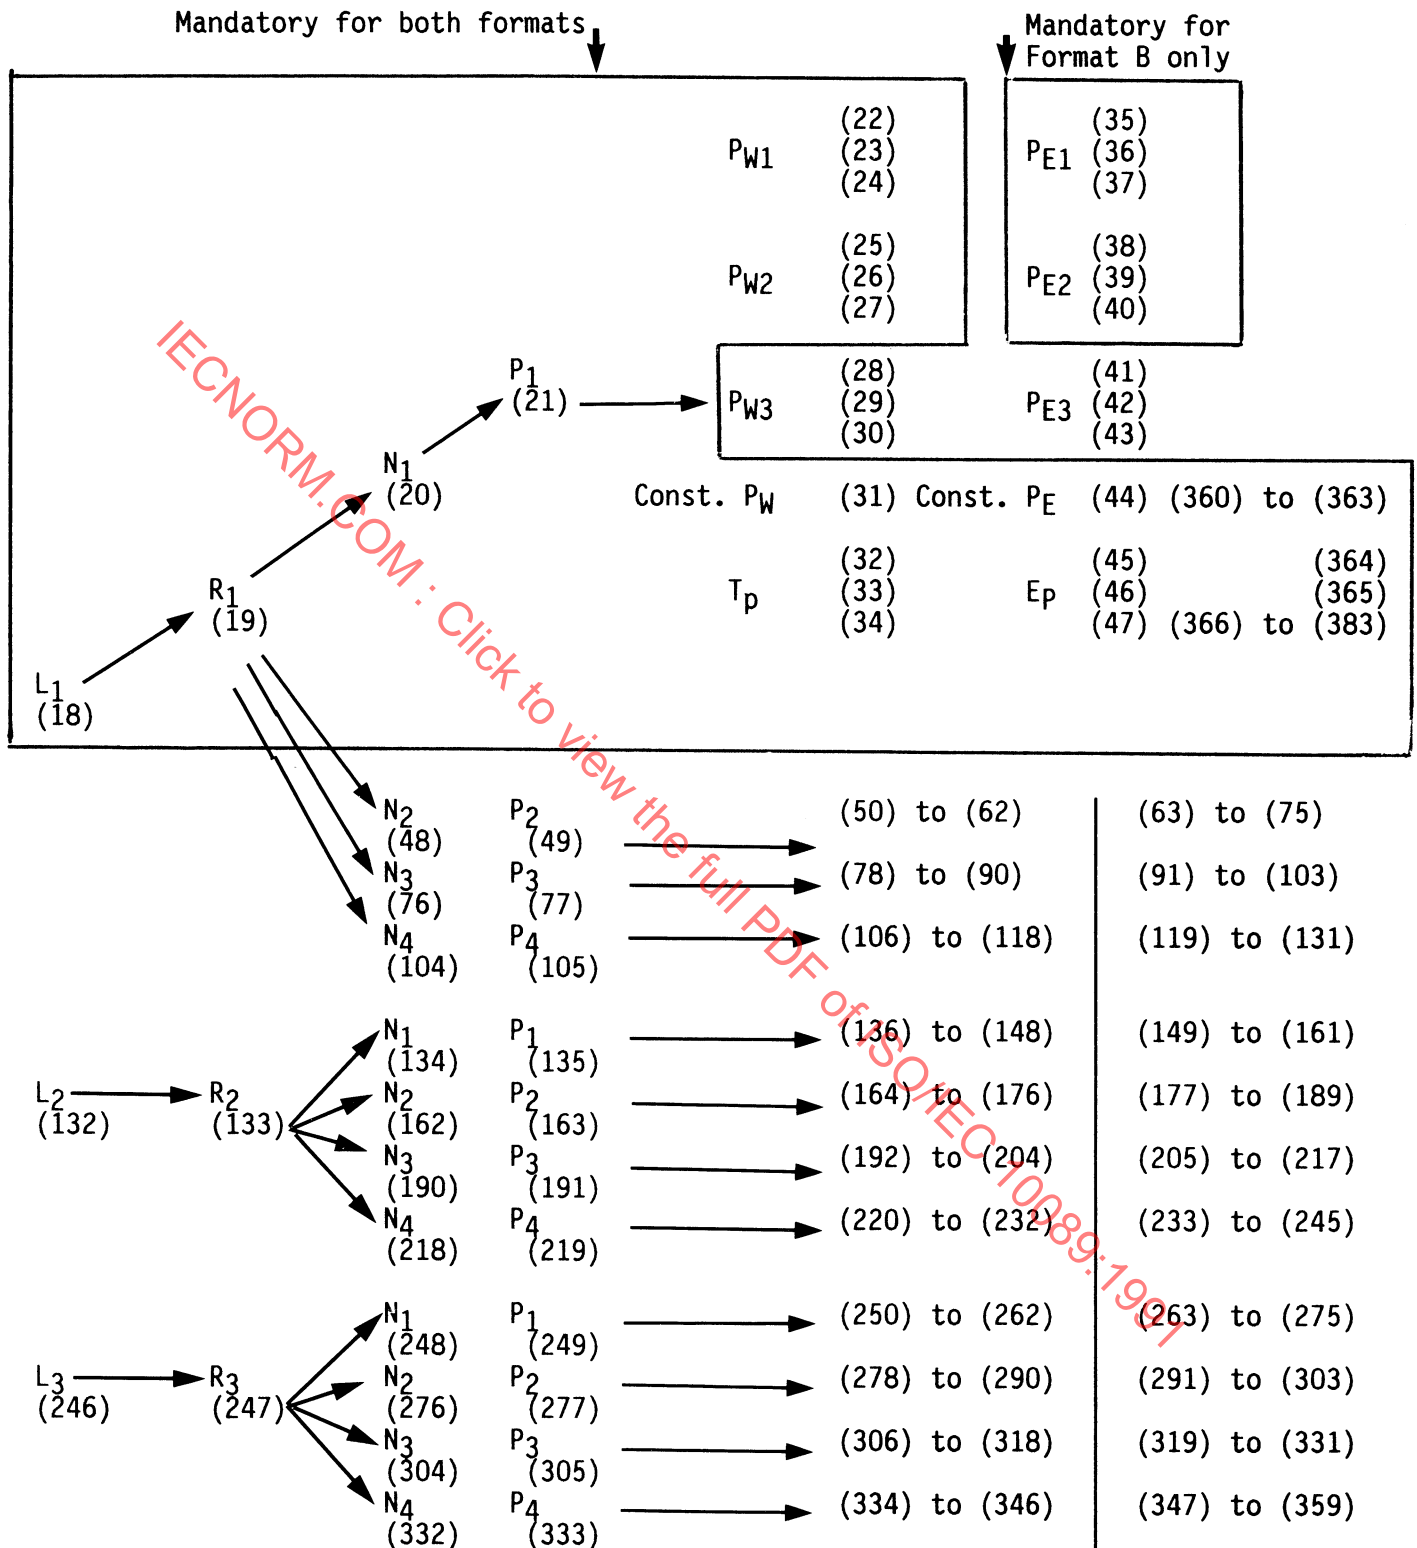 Mandatory for both formats
Mandatory for
Format B only
(22) (35)
PW1 (23) PE1 (36)
(24) (37)
(25) (38)
PW2 (26) PE2 (39)
(27) (40)
P1 (28) (41)
(21) PW3 (29) PE3 (42)
(30) (43)
N1
(20) Const. PW (31) Const. PE (44) (360) to (363)
(32) (45) (364)
R1 Tp (33) EP (46) (365)
(19) (34) (47) (366) to (383)
L1
(18)
N2 P2 (50) to (62) (63) to (75)
(48) (49)
N3 P3 (78) to (90) (91) to (103)
(76) (77)
N4 P4 (106) to (118) (119) to (131)
(104) (105)
N1 P1 (136) to (148) (149) to (161)
(134) (135)
L2 R2 N2 P2 (164) to (176) (177) to (189)
(132) (133) (162) (163)
N3 P3 (192) to (204) (205) to (217)
(190) (191)
N4 P4 (220) to (232) (233) to (245)
(218) (219)
N1 P1 (250) to (262) (263) to (275)
(248) (249)
L3 R3 N2 P2 (278) to (290) (291) to (303)
(246) (247) (276) (277)
N3 P3 (306) to (318) (319) to (331)
(304) (305)
N4 P4 (334) to (346) (347) to (359)
(332) (333)
IECNORM.COM : Click to view the full PDF of ISO/IEC 10089:1991